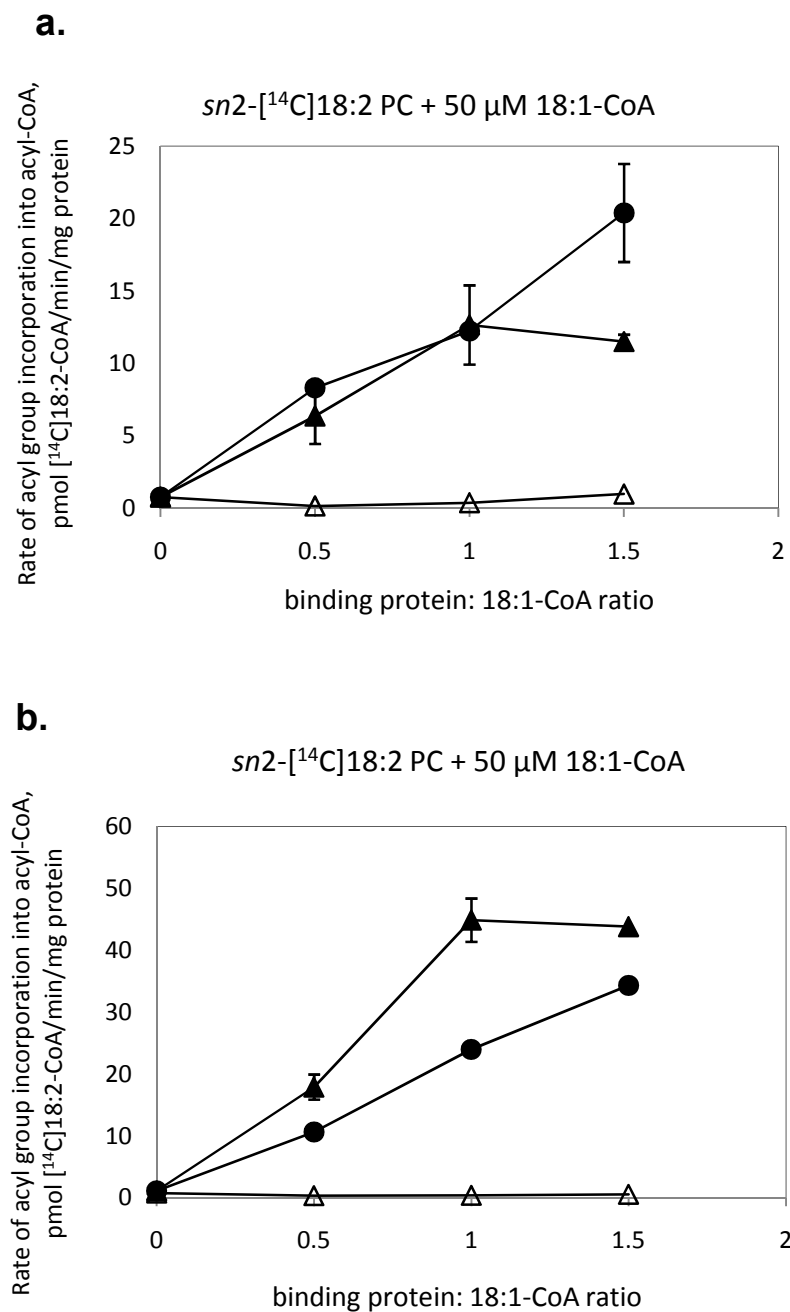 a.
sn2-[¹⁴C]18:2 PC + 50 µM 18:1-CoA
Rate of acyl group incorporation into acyl-CoA,
pmol [¹⁴C]18:2-CoA/min/mg protein
25
20
15
10
5
0
0 0.5 1 1.5 2
binding protein: 18:1-CoA ratio
b.
sn2-[¹⁴C]18:2 PC + 50 µM 18:1-CoA
Rate of acyl group incorporation into acyl-CoA,
pmol [¹⁴C]18:2-CoA/min/mg protein
60
50
40
30
20
10
0
0 0.5 1 1.5 2
binding protein: 18:1-CoA ratio